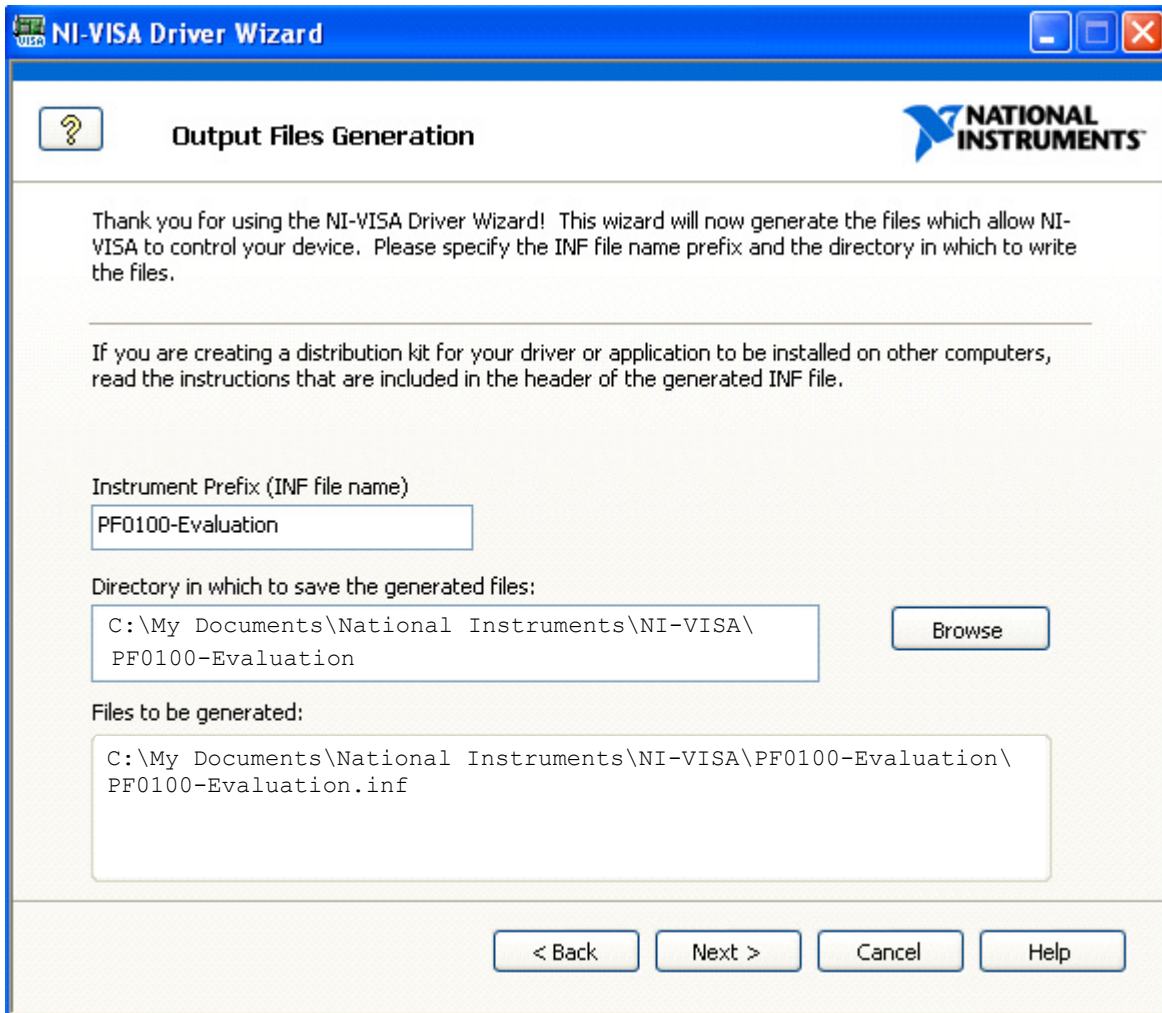 NI-VISA Driver Wizard
Output Files Generation
NATIONAL
INSTRUMENTS™
Thank you for using the NI-VISA Driver Wizard! This wizard will now generate the files which allow NI-
VISA to control your device. Please specify the INF file name prefix and the directory in which to write
the files.
If you are creating a distribution kit for your driver or application to be installed on other computers,
read the instructions that are included in the header of the generated INF file.
Instrument Prefix (INF file name)
PF0100-Evaluation
Directory in which to save the generated files:
C:\My Documents\National Instruments\NI-VISA\
PF0100-Evaluation
Browse
Files to be generated:
C:\My Documents\National Instruments\NI-VISA\PF0100-Evaluation\
PF0100-Evaluation.inf
< Back
Next >
Cancel
Help